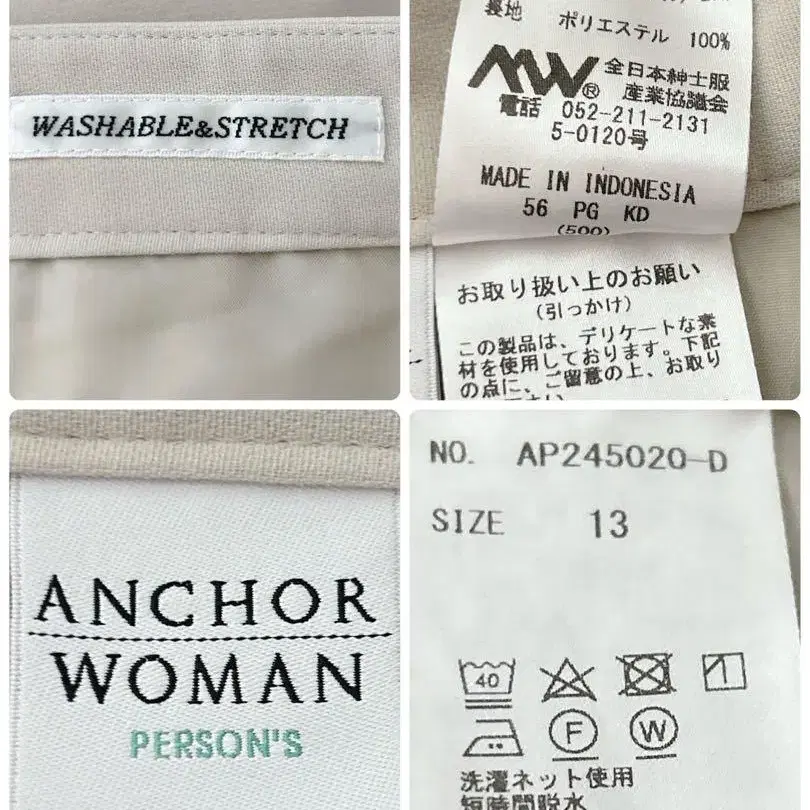 WASHABLE&STRETCH
裏地 ポリエステル 100%
MW® 全日本紳士服
産業協議会
電話 052-211-2131
5-0120号
MADE IN INDONESIA
56 PG KD
(500)
お取り扱い上のお願い
(引っかけ)
この製品は、デリケートな素
材を使用しております。下記
の点に、ご留意の上、お取り
ANCHOR
WOMAN
PERSON'S
NO. AP245020-D
SIZE 13
40
F W
洗濯ネット使用
短時間脱水